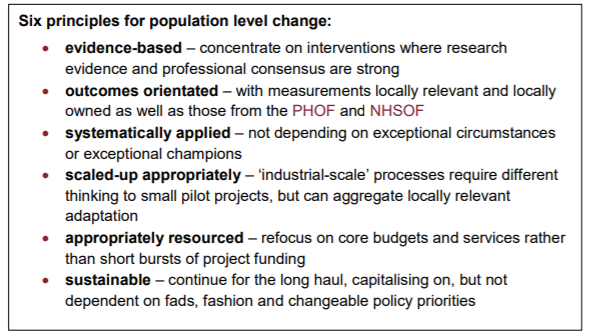 Six principles for population level change:
• evidence-based – concentrate on interventions where research
evidence and professional consensus are strong
• outcomes orientated – with measurements locally relevant and locally
owned as well as those from the PHOF and NHSOF
• systematically applied – not depending on exceptional circumstances
or exceptional champions
• scaled-up appropriately – ‘industrial-scale’ processes require different
thinking to small pilot projects, but can aggregate locally relevant
adaptation
• appropriately resourced – refocus on core budgets and services rather
than short bursts of project funding
• sustainable – continue for the long haul, capitalising on, but not
dependent on fads, fashion and changeable policy priorities